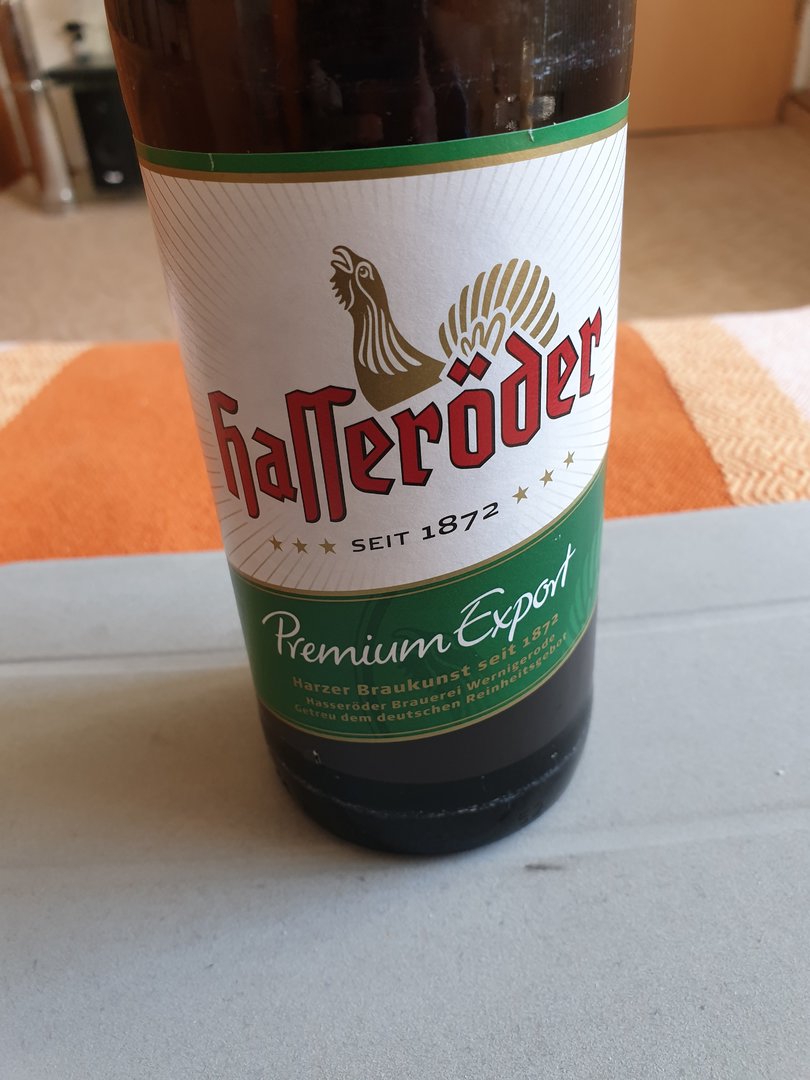 Hasseröder
SEIT 1872
Premium Export
Harzer Braukunst seit 1872
Hasseröder Brauerei Wernigerode
Getreu dem deutschen Reinheitsgebot